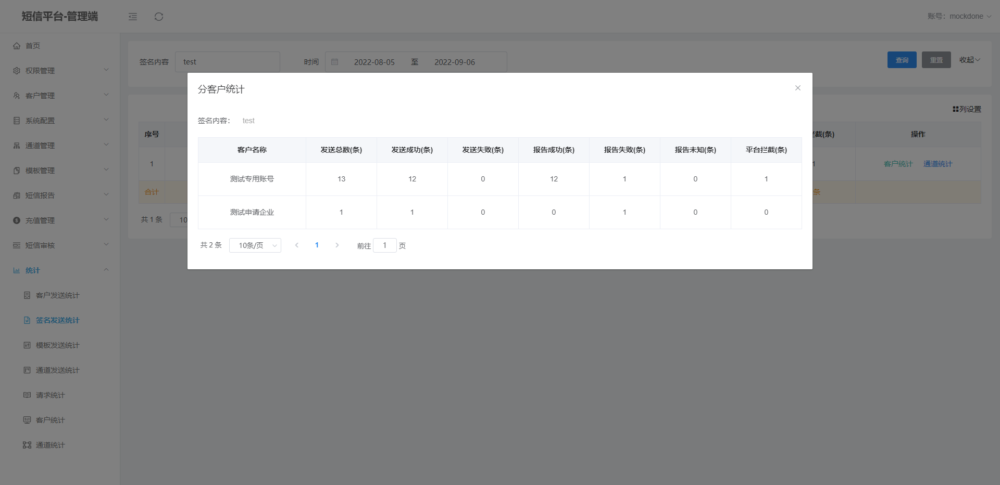 短信平台-管理端
账号：mockdone
首页
权限管理
客户管理
系统配置
通道管理
模板管理
短信报告
充值管理
短信审核
统计
客户发送统计
签名发送统计
模板发送统计
通道发送统计
请求统计
客户统计
通道统计
签名内容 test 时间 2022-08-05 至 2022-09-06 查询 重置 收起
列设置
序号 截(条) 操作
1 1 客户统计 通道统计
合计 条
共 1 条 10
分客户统计
签名内容： test
客户名称 发送总数(条) 发送成功(条) 发送失败(条) 报告成功(条) 报告失败(条) 报告未知(条) 平台拦截(条)
测试专用账号 13 12 0 12 1 0 1
测试申请企业 1 1 0 0 1 0 0
共 2 条 10条/页 1 前往 1 页